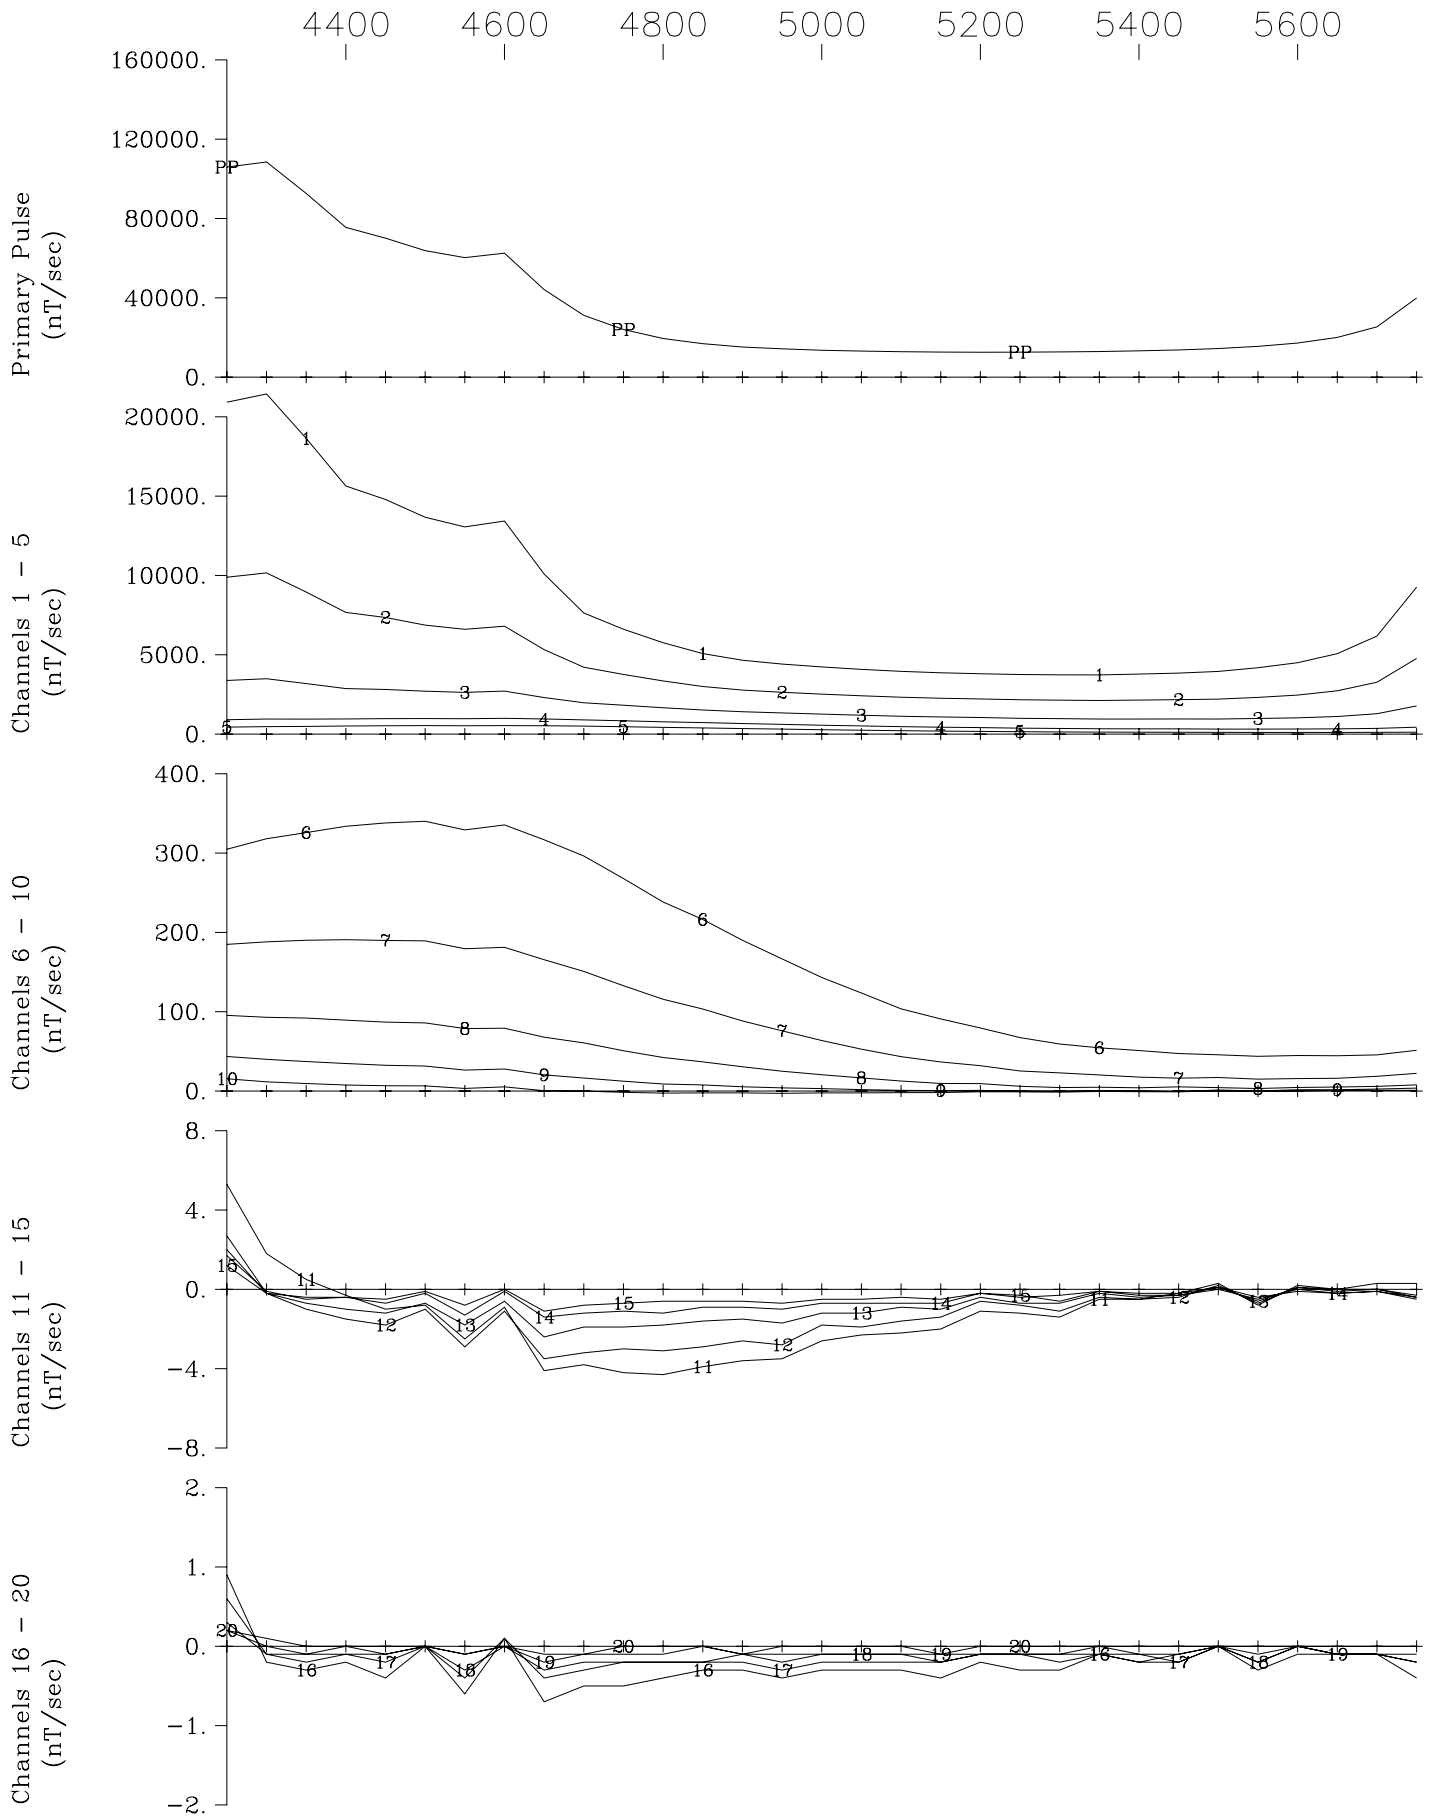 4400 4600 4800 5000 5200 5400 5600
Primary Pulse
(nT/sec)
160000.
120000.
80000.
40000.
0.
PP PP PP
Channels 1 - 5
(nT/sec)
20000.
15000.
10000.
5000.
0.
1 1 1
2 2 2
3 3 3
4 4 4
5 5 5
Channels 6 - 10
(nT/sec)
400.
300.
200.
100.
0.
6 6 6
7 7 7
8 8 8
9 9 9
10
Channels 11 - 15
(nT/sec)
8.
4.
0.
-4.
-8.
15 11 12 13 14 15 11 12 13 14 15 11 12 13 14
Channels 16 - 20
(nT/sec)
2.
1.
0.
-1.
-2.
20 16 17 18 19 20 16 17 18 19 20 16 17 18 19